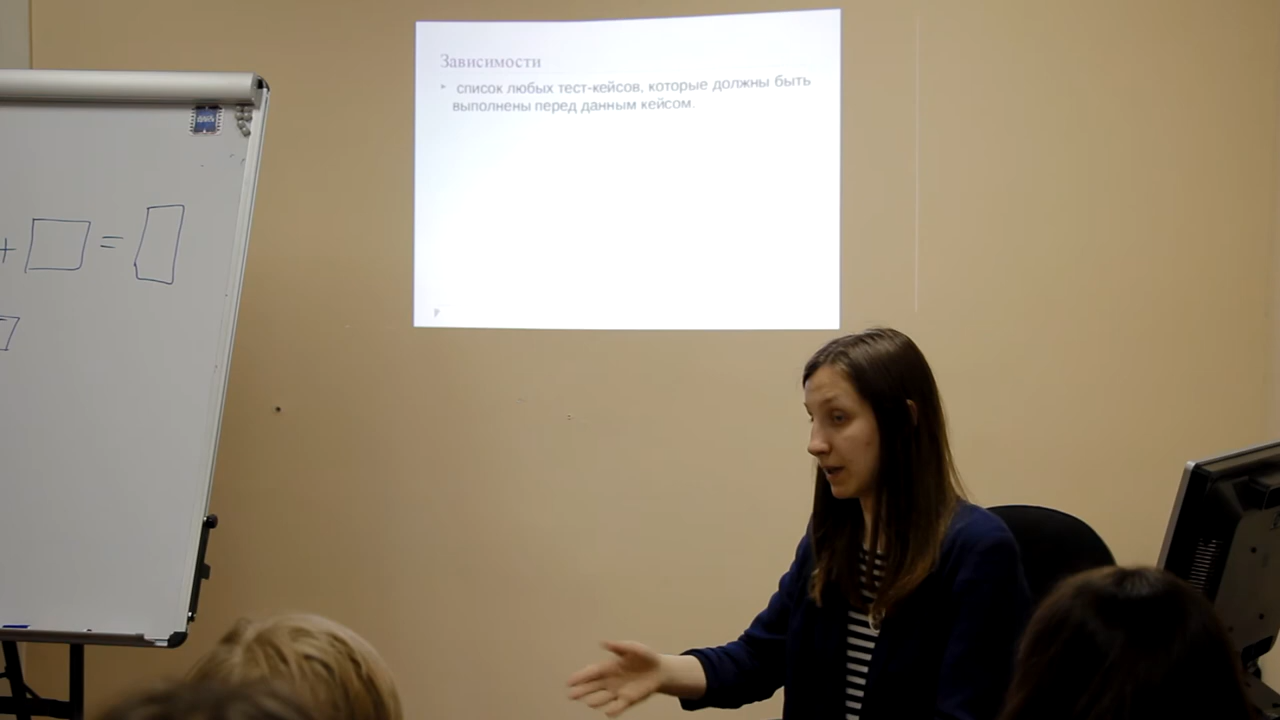 Зависимости
список любых тест-кейсов, которые должны быть
выполнены перед данным кейсом.
+ =